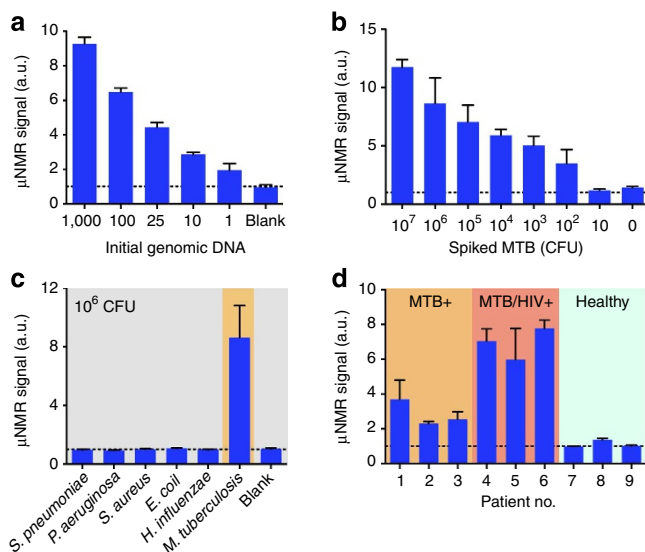 a
μNMR signal (a.u.)
10
8
6
4
2
0
1,000 100 25 10 1 Blank
Initial genomic DNA
b
μNMR signal (a.u.)
15
10
5
0
10⁷ 10⁶ 10⁵ 10⁴ 10³ 10² 10 0
Spiked MTB (CFU)
c
μNMR signal (a.u.)
12
8
4
0
10⁶ CFU
S. pneumoniae
P. aeruginosa
S. aureus
E. coil
H. influenzae
M. tuberculosis
Blank
d
μNMR signal (a.u.)
10
8
6
4
2
0
MTB+ MTB/HIV+ Healthy
1 2 3 4 5 6 7 8 9
Patient no.